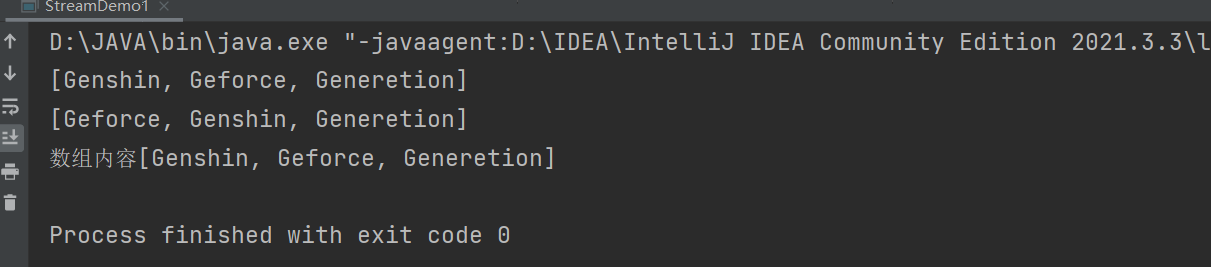 StreamDemo1
D:\JAVA\bin\java.exe "-javaagent:D:\IDEA\IntelliJ IDEA Community Edition 2021.3.3\l
[Genshin, Geforce, Generetion]
[Geforce, Genshin, Generetion]
数组内容[Genshin, Geforce, Generetion]
Process finished with exit code 0